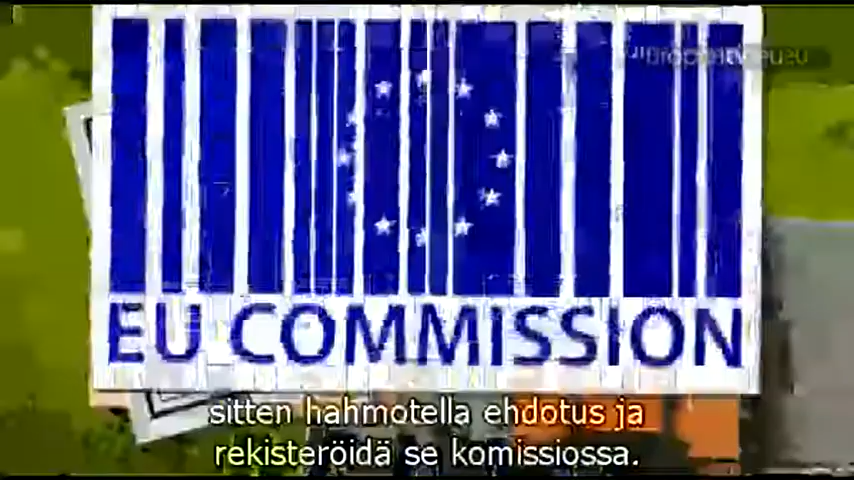 EU COMMISSION
sitten hahmotella ehdotus ja
rekisteröidä se komissiossa.